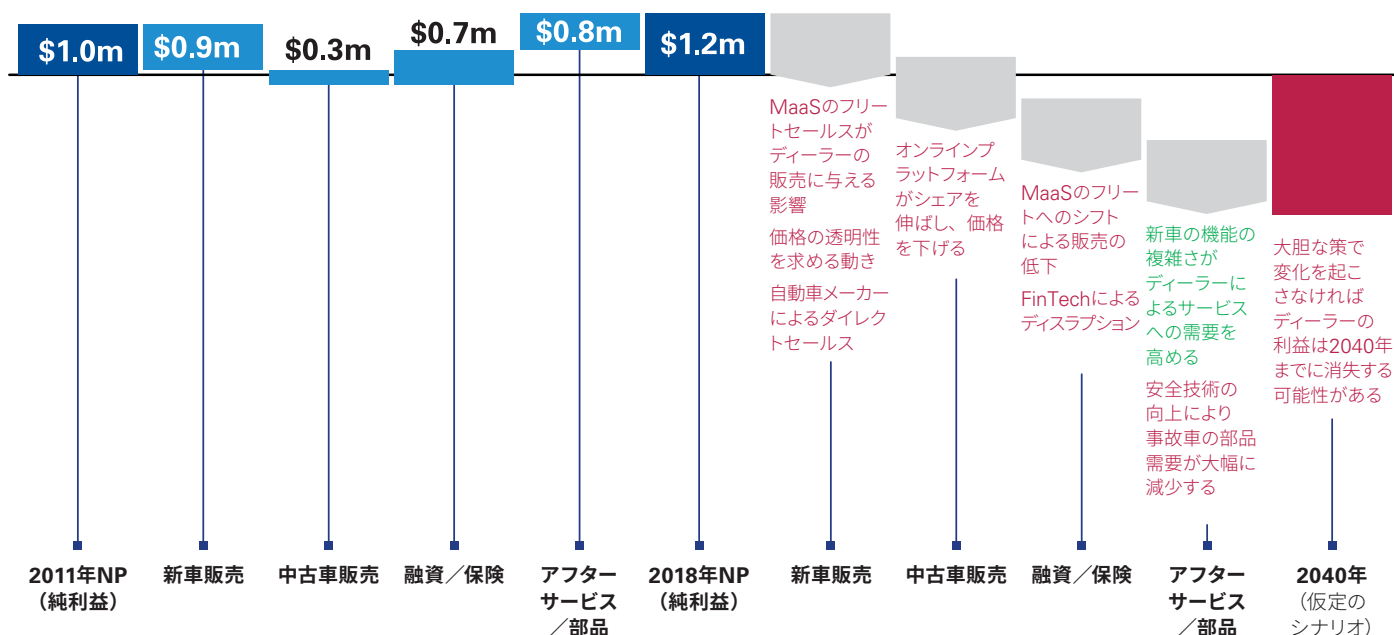 $1.0m
$0.9m
$0.3m
$0.7m
$0.8m
$1.2m
MaaSのフリー
トセールスが
ディーラーの
販売に与える
影響
価格の透明性
を求める動き
自動車メーカー
によるダイレク
トセールス
オンラインプ
ラットフォーム
がシェアを
伸ばし、価格
を下げる
MaaSのフリー
トへのシフト
による販売の
低下
FinTechによる
ディスラプション
新車の機能の
複雑さが
ディーラーに
よるサービス
への需要を
高める
安全技術の
向上により
事故車の部品
需要が大幅に
減少する
大胆な策で
変化を起こ
さなければ
ディーラーの
利益は2040年
までに消失する
可能性がある
2011年NP
（純利益）
新車販売
中古車販売
融資／保険
アフター
サービス
／部品
2018年NP
（純利益）
新車販売
中古車販売
融資／保険
アフター
サービス
／部品
2040年
（仮定の
シナリオ）